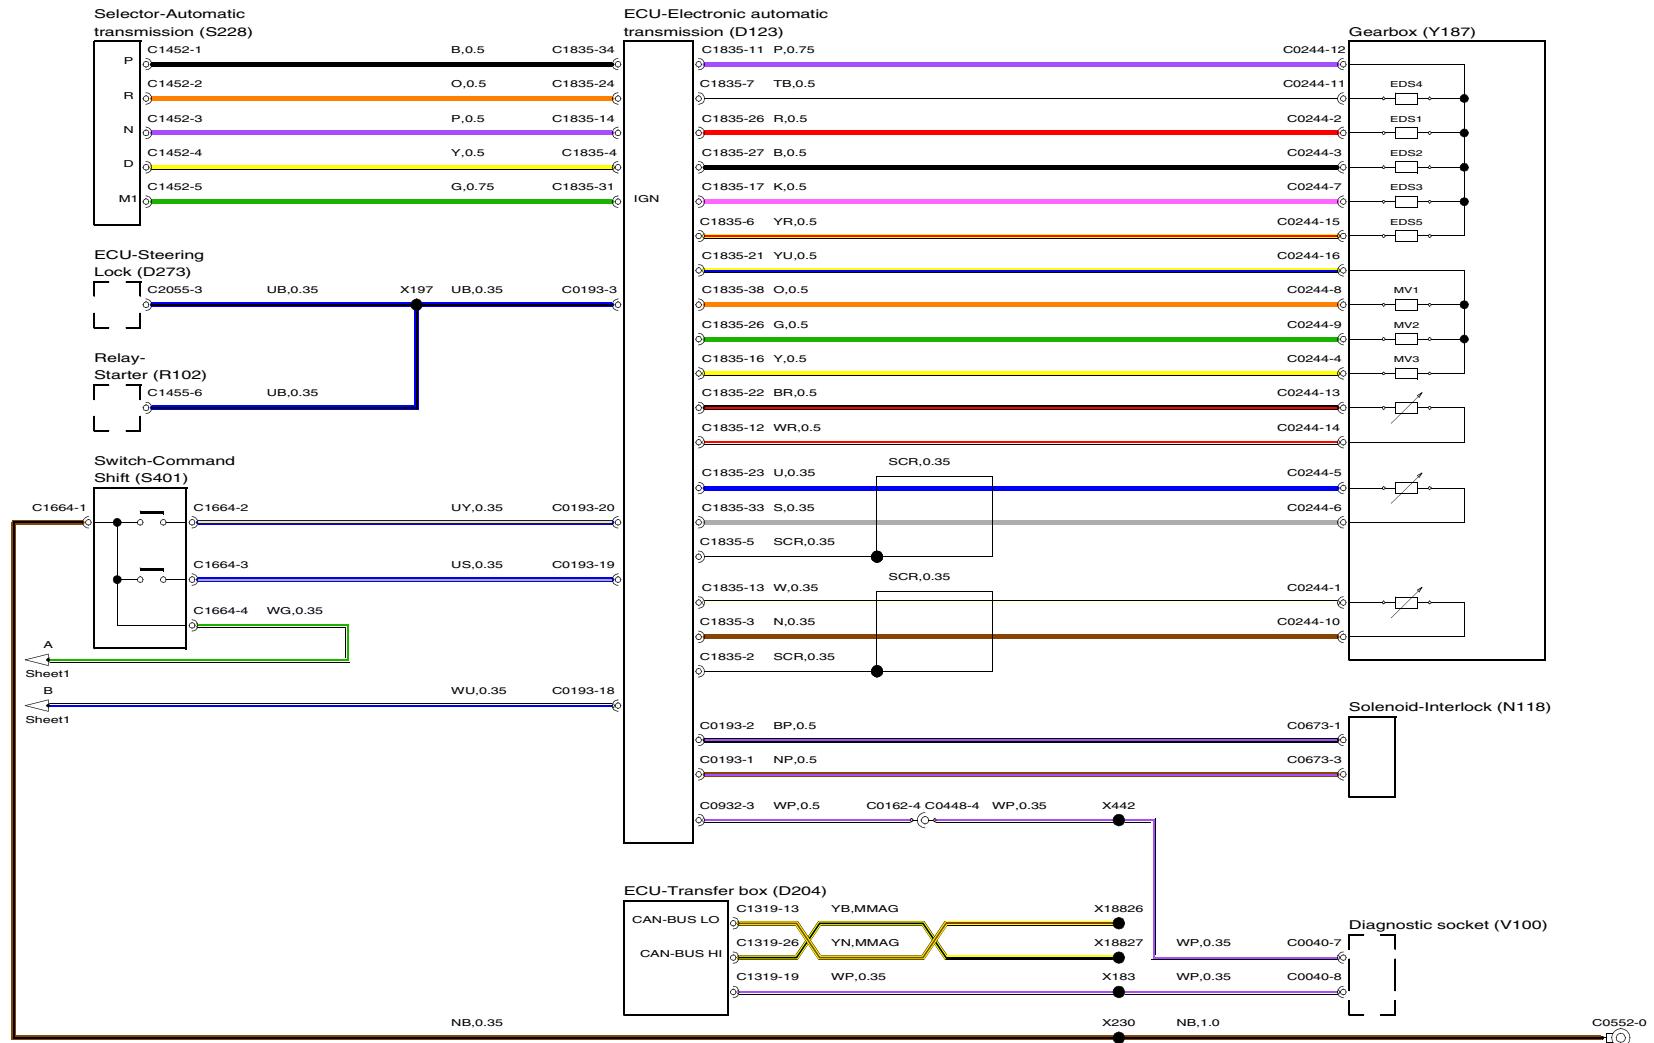 Selector-Automatic
transmission (S228)
P
C1452-1 B,0.5 C1835-34
R
C1452-2 O,0.5 C1835-24
N
C1452-3 P,0.5 C1835-14
D
C1452-4 Y,0.5 C1835-4
M1
C1452-5 G,0.75 C1835-31
IGN
ECU-Steering
Lock (D273)
C2055-3 UB,0.35 X197 UB,0.35 C0193-3
Relay-
Starter (R102)
C1455-6 UB,0.35
Switch-Command
Shift (S401)
C1664-1 C1664-2 UY,0.35 C0193-20
C1664-3 US,0.35 C0193-19
C1664-4 WG,0.35
A
Sheet1
B
Sheet1
WU,0.35 C0193-18
ECU-Electronic automatic
transmission (D123)
Gearbox (Y187)
C1835-11 P,0.75 C0244-12
C1835-7 TB,0.5 C0244-11 EDS4
C1835-26 R,0.5 C0244-2 EDS1
C1835-27 B,0.5 C0244-3 EDS2
C1835-17 K,0.5 C0244-7 EDS3
C1835-6 YR,0.5 C0244-15 EDS5
C1835-21 YU,0.5 C0244-16
C1835-38 O,0.5 C0244-8 MV1
C1835-26 G,0.5 C0244-9 MV2
C1835-16 Y,0.5 C0244-4 MV3
C1835-22 BR,0.5 C0244-13
C1835-12 WR,0.5 C0244-14
SCR,0.35
C1835-23 U,0.35 C0244-5
C1835-33 S,0.35 C0244-6
C1835-5 SCR,0.35
SCR,0.35
C1835-13 W,0.35 C0244-1
C1835-3 N,0.35 C0244-10
C1835-2 SCR,0.35
Solenoid-Interlock (N118)
C0193-2 BP,0.5 C0673-1
C0193-1 NP,0.5 C0673-3
C0932-3 WP,0.5 C0162-4 C0448-4 WP,0.35 X442
ECU-Transfer box (D204)
CAN-BUS LO
C1319-13 YB,MMAG X18826
CAN-BUS HI
C1319-26 YN,MMAG X18827
C1319-19 WP,0.35 X183
Diagnostic socket (V100)
WP,0.35 C0040-7
WP,0.35 C0040-8
NB,0.35 X230 NB,1.0 C0552-0